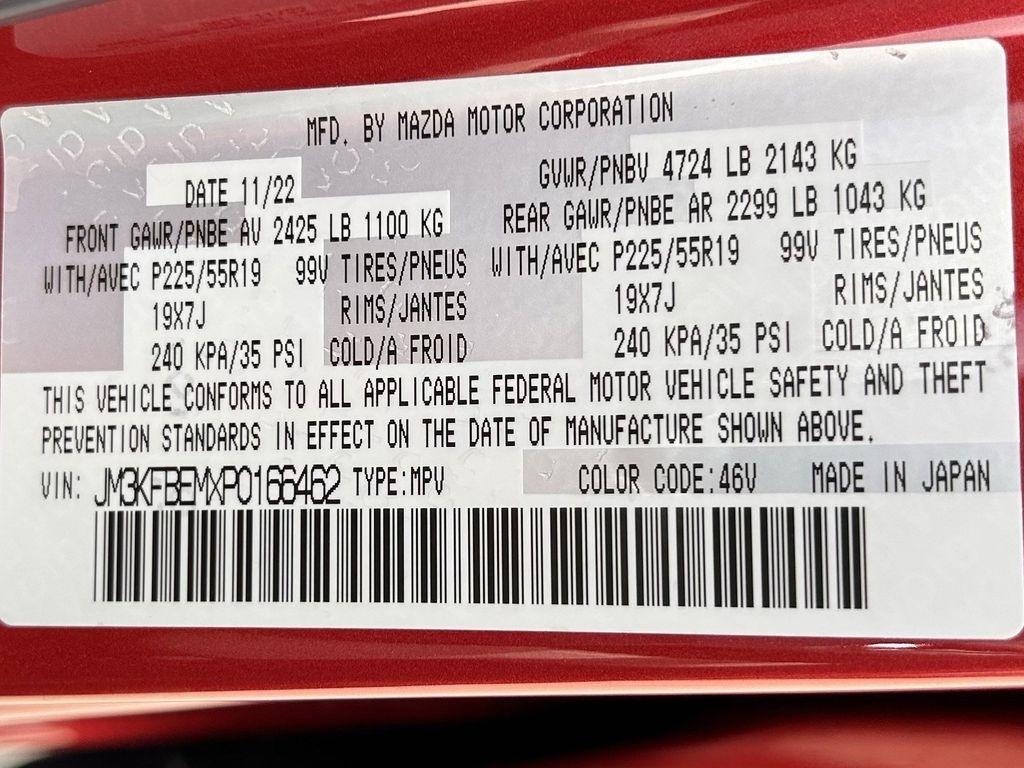 MFD. BY MAZDA MOTOR CORPORATION
DATE 11/22
GVWR/PNBV 4724 LB 2143 KG
FRONT GAWR/PNBE AV 2425 LB 1100 KG
REAR GAWR/PNBE AR 2299 LB 1043 KG
WITH/AVEC P225/55R19 99V TIRES/PNEUS
WITH/AVEC P225/55R19 99V TIRES/PNEUS
19X7J RIMS/JANTES
19X7J RIMS/JANTES
240 KPA/35 PSI COLD/A FROID
240 KPA/35 PSI COLD/A FROID
THIS VEHICLE CONFORMS TO ALL APPLICABLE FEDERAL MOTOR VEHICLE SAFETY AND THEFT
PREVENTION STANDARDS IN EFFECT ON THE DATE OF MANUFACTURE SHOWN ABOVE.
VIN: JM3KFBEMXP0166462 TYPE:MPV COLOR CODE:46V MADE IN JAPAN